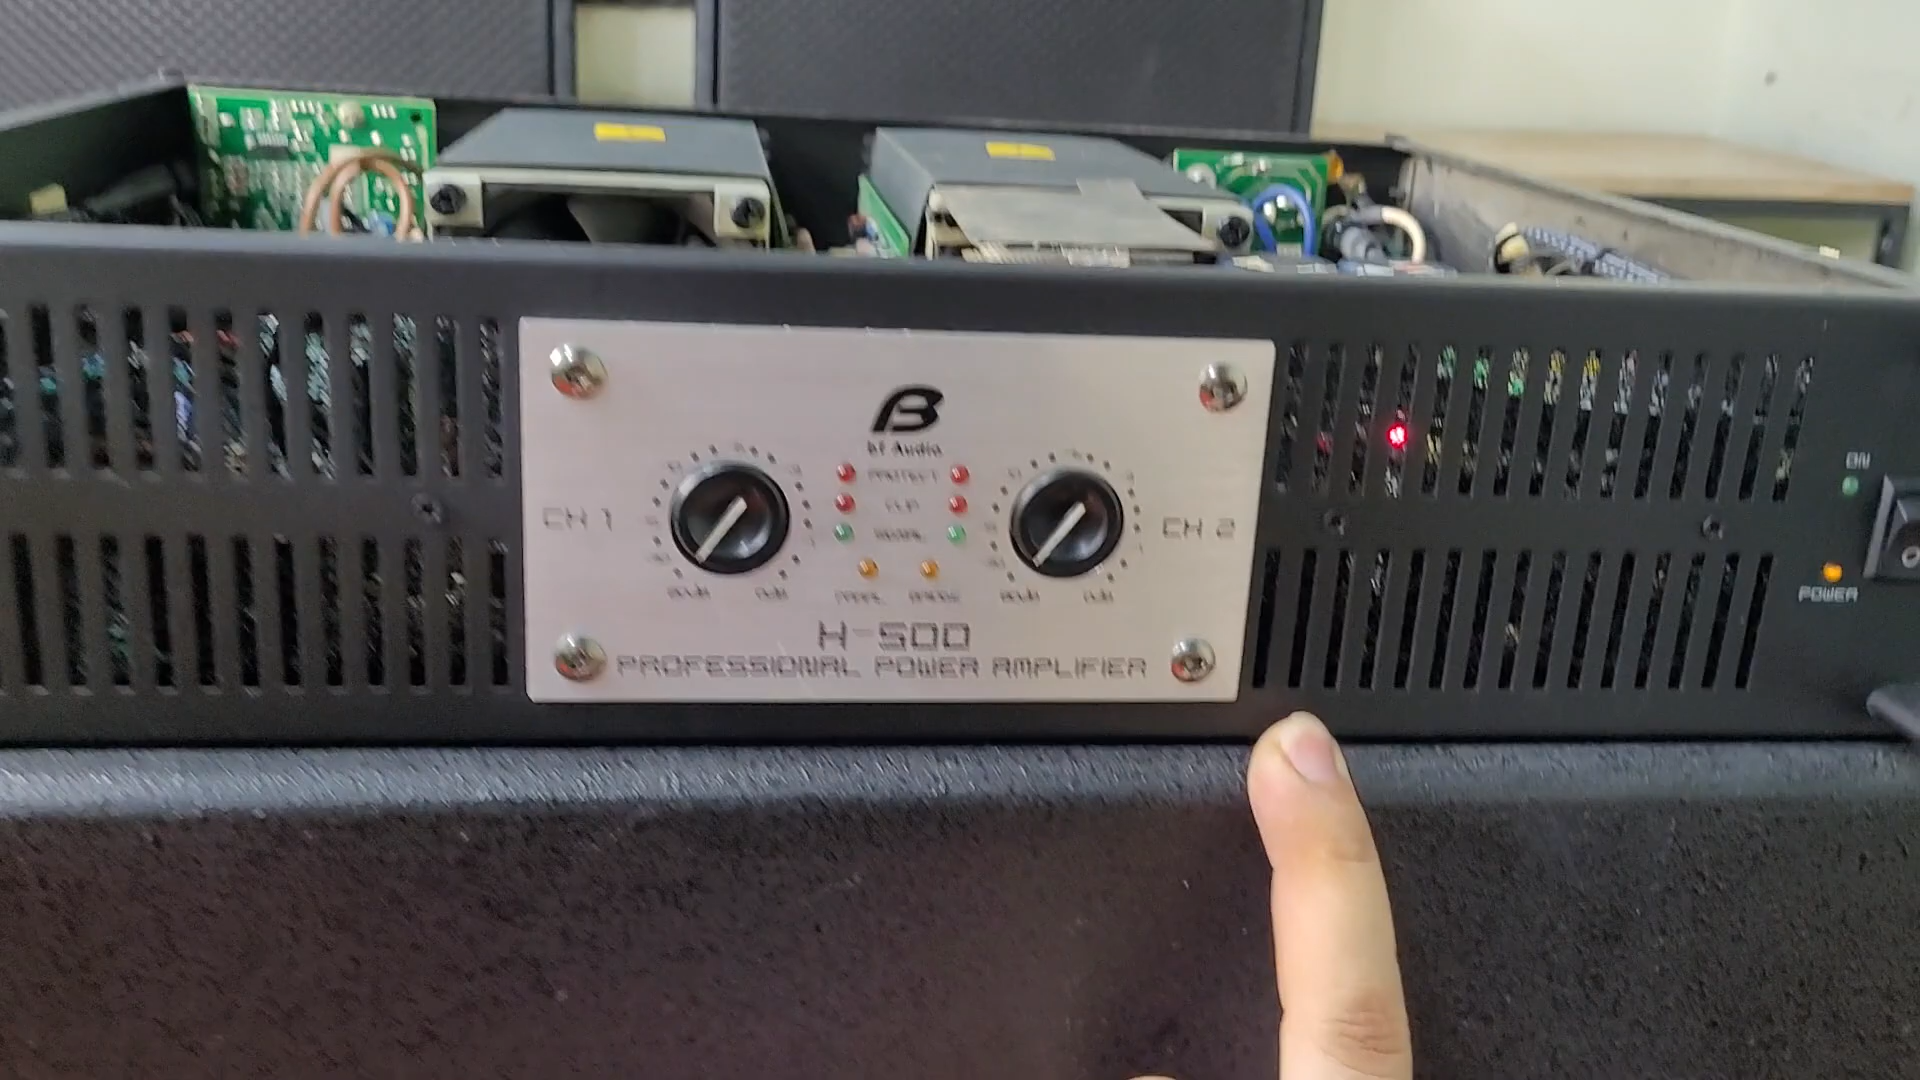 bf Audio
PROTECT
CLIP
SIGNAL
CH 1
CH 2
H-500
PROFESSIONAL POWER AMPLIFIER
ON
POWER